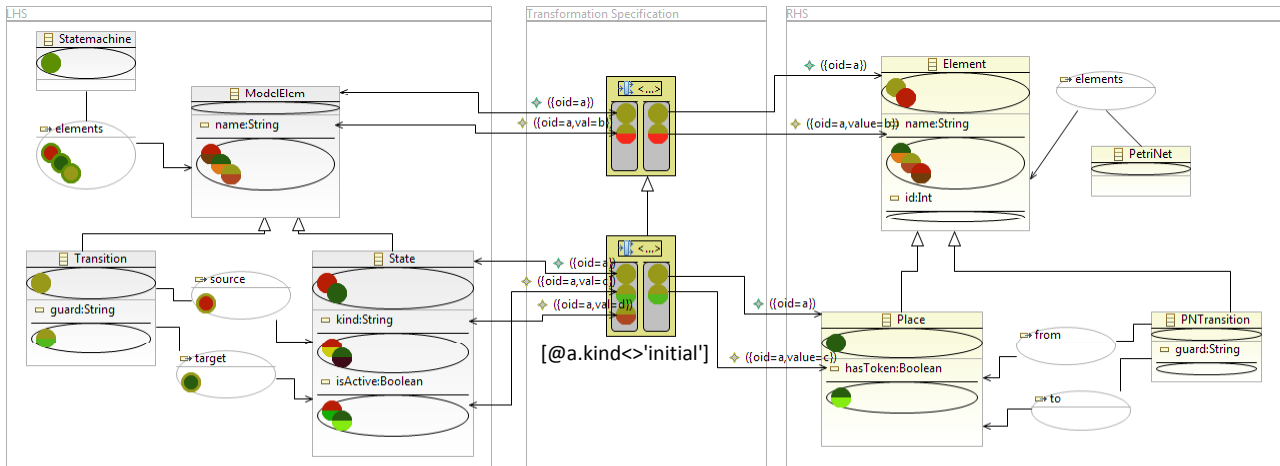 LHS
Transformation Specification
RHS
Statemachine
ModelElem
<...>
Element
elements
({oid=a})
({oid=a})
elements
name:String
({oid=a,val=b})
({oid=a,value=b})
name:String
PetriNet
id:Int
Transition
State
<...>
source
({oid=a})
({oid=a,val=c})
guard:String
kind:String
({oid=a,val=d})
({oid=a})
Place
PNTransition
from
guard:String
target
[@a.kind<>'initial']
({oid=a,value=c})
hasToken:Boolean
isActive:Boolean
to